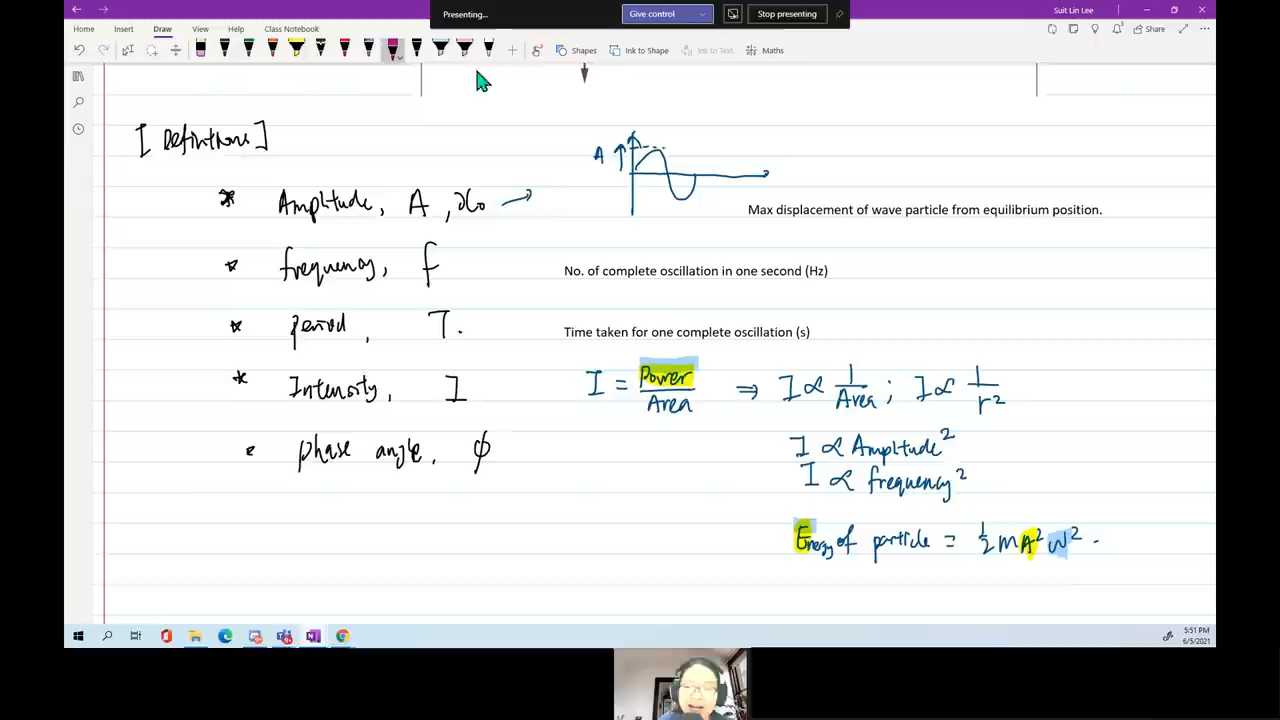 Presenting...
Give control
Stop presenting
Suit Lin Lee
Home Insert Draw View Help Class Notebook
Share
Shapes
Ink to Shape
Ink to Text
Maths
[Definitions]
A
* Amplitude, A, x₀ →
Max displacement of wave particle from equilibrium position.
* frequency, f
No. of complete oscillation in one second (Hz)
* period, T.
Time taken for one complete oscillation (s)
* Intensity, I
I = Power / Area ⇒ I ∝ 1 / Area ; I ∝ 1 / r²
I ∝ Amplitude²
* phase angle, ϕ
I ∝ frequency²
Energy of particle = ½ m A² ω² .
5:51 PM
6/5/2021